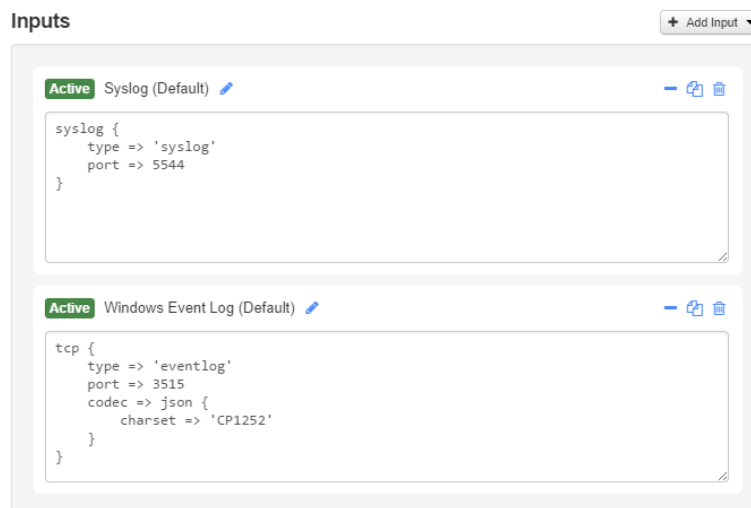 Inputs
+ Add Input
Active Syslog (Default)
syslog {
    type => 'syslog'
    port => 5544
}
Active Windows Event Log (Default)
tcp {
    type => 'eventlog'
    port => 3515
    codec => json {
        charset => 'CP1252'
    }
}